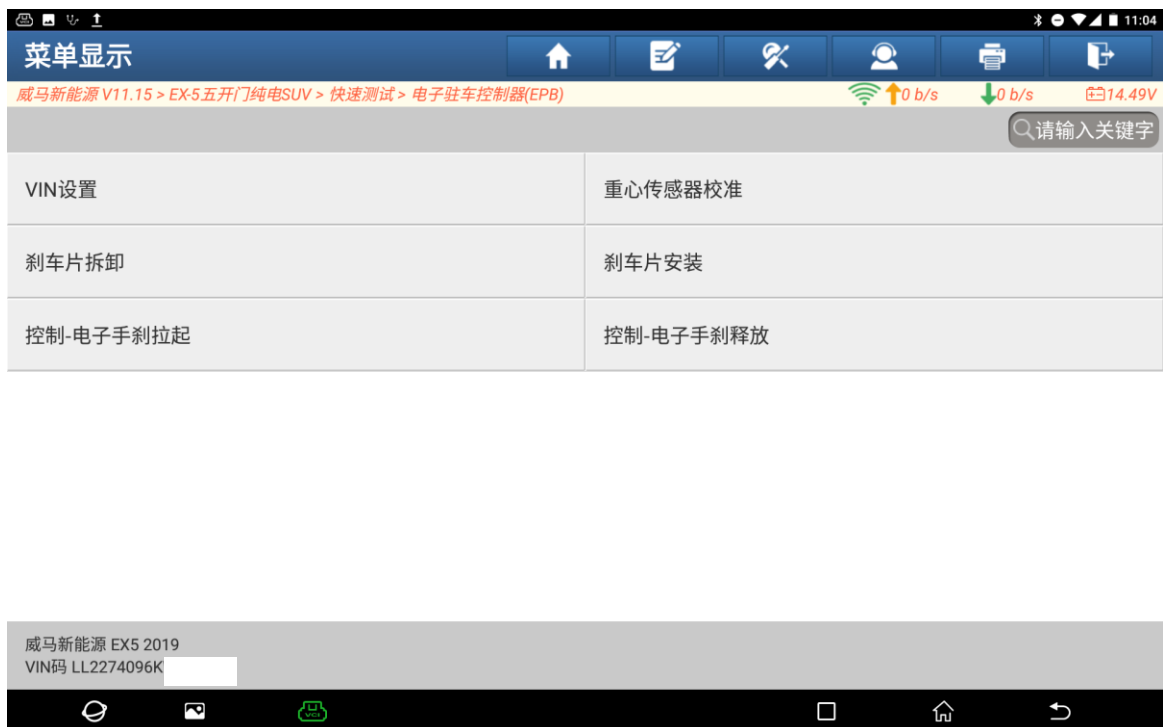 11:04
菜单显示
威马新能源 V11.15 > EX-5五开门纯电SUV > 快速测试 > 电子驻车控制器(EPB) 0 b/s 0 b/s 14.49V
请输入关键字
VIN设置 重心传感器校准
刹车片拆卸 刹车片安装
控制-电子手刹拉起 控制-电子手刹释放
威马新能源 EX5 2019
VIN码 LL2274096K
VCI